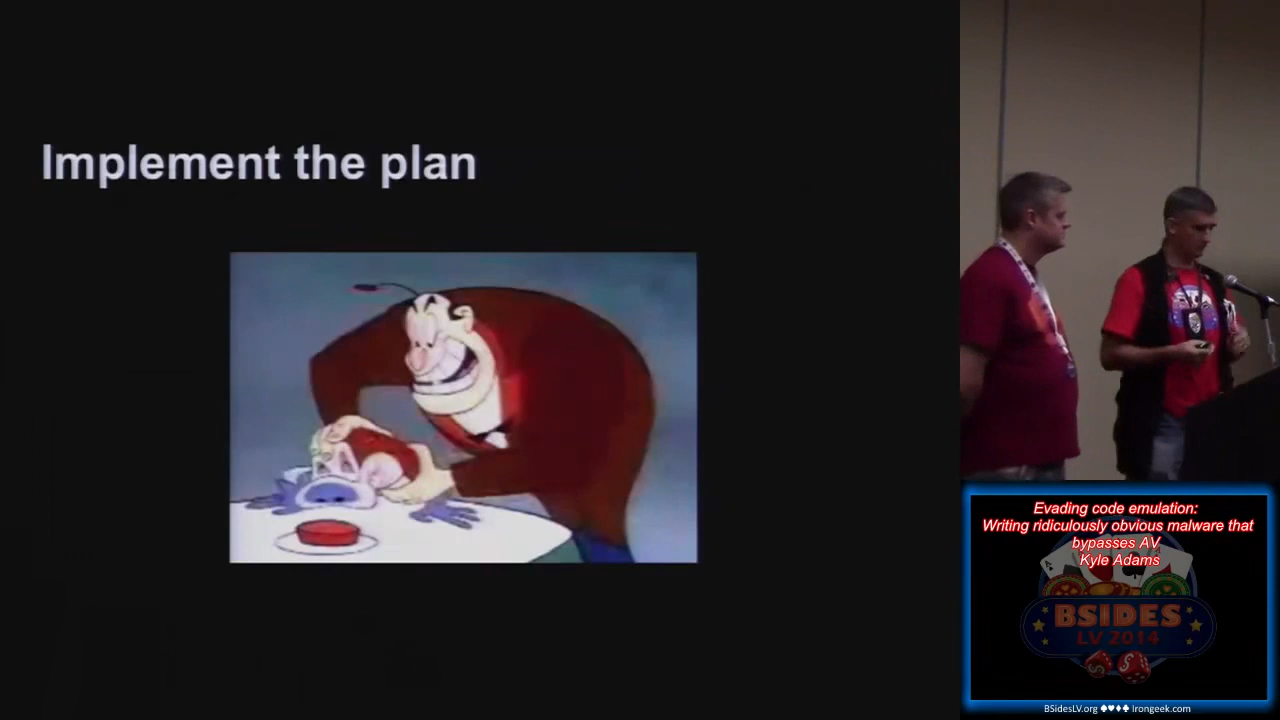 Implement the plan
Evading code emulation:
Writing ridiculously obvious malware that
bypasses AV
Kyle Adams
BSIDES
LV 2014
BSidesLV.org ♠♥♦♣ Irongeek.com